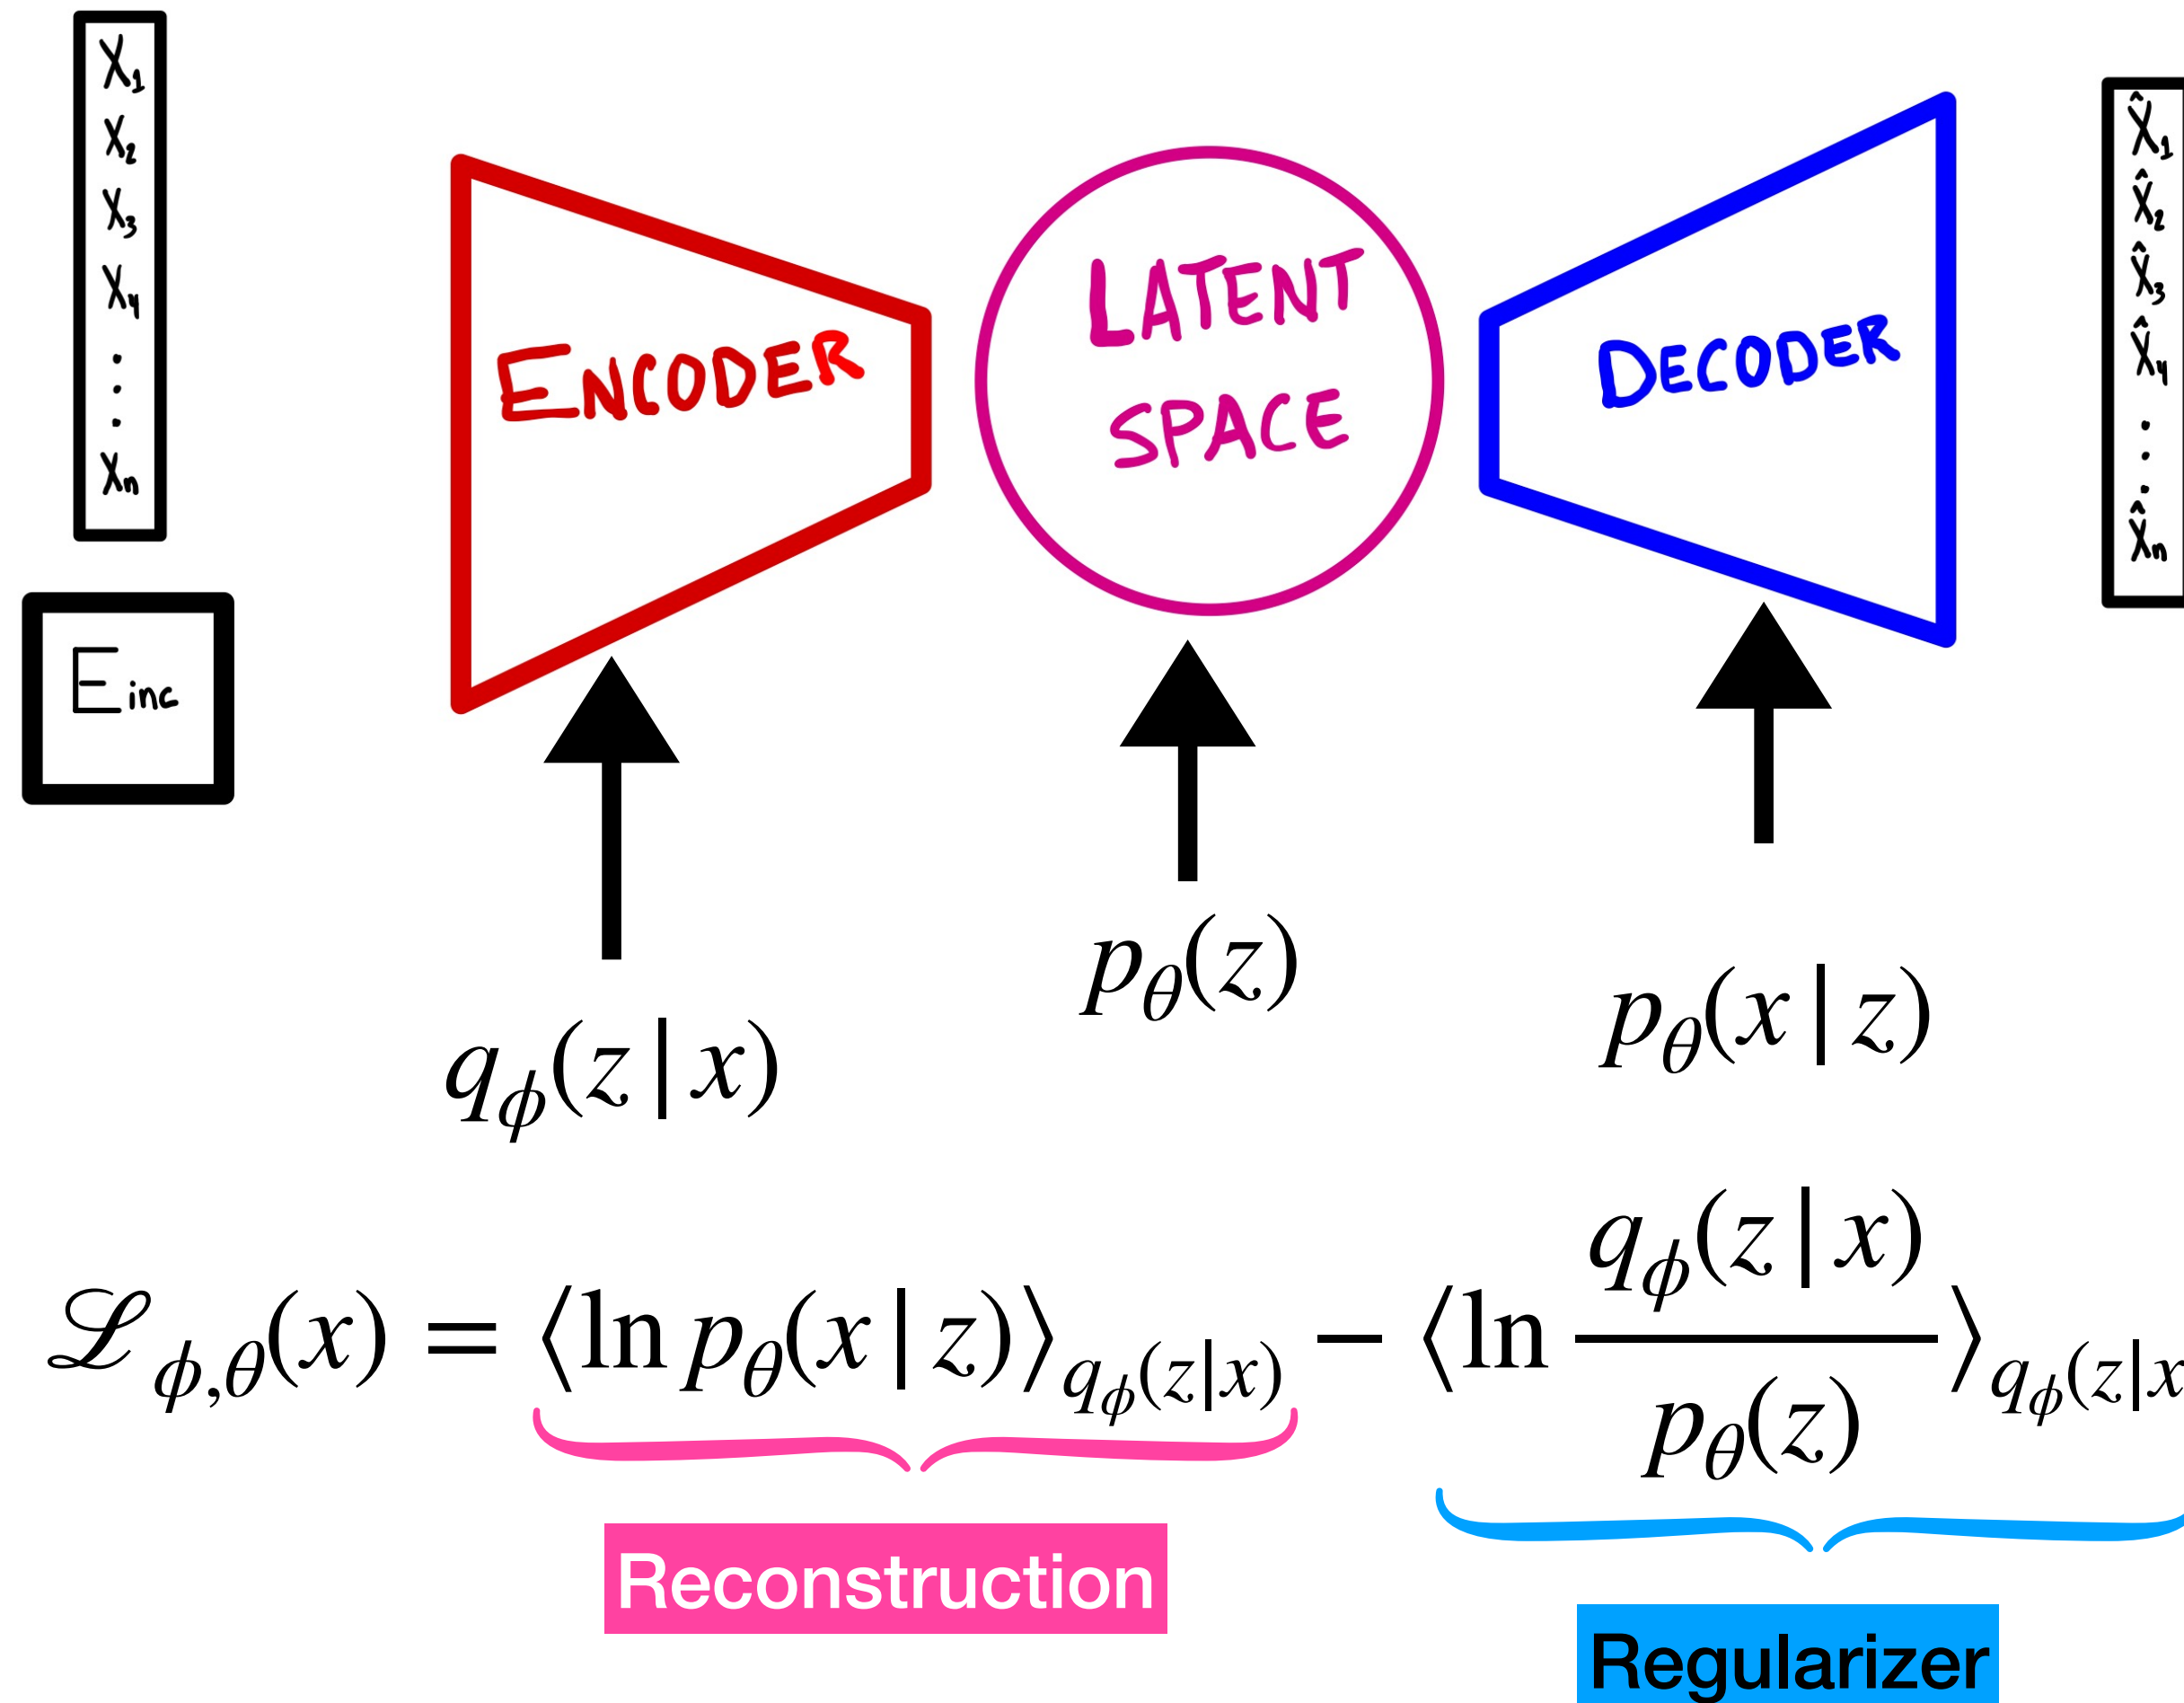 X1
X2
X3
X4
.
.
.
Xn
Einc
ENCODER
LATENT
SPACE
DECODER
X̂1
X̂2
X̂3
X̂4
.
.
.
X̂n
qϕ(z|x)
pθ(z)
pθ(x|z)
ℒϕ,θ(x) = ⟨ln pθ(x|z)⟩qϕ(z|x) − ⟨ln qϕ(z|x) / pθ(z)⟩qϕ(z|x
Reconstruction
Regularizer